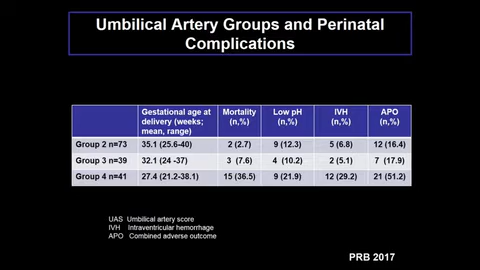 Umbilical Artery Groups and Perinatal
Complications
Gestational age at delivery (weeks; mean, range) Mortality (n,%) Low pH (n,%) IVH (n,%) APO (n,%)
Group 2 n=73 35.1 (25.6-40) 2 (2.7) 9 (12.3) 5 (6.8) 12 (16.4)
Group 3 n=39 32.1 (24 -37) 3 (7.6) 4 (10.2) 2 (5.1) 7 (17.9)
Group 4 n=41 27.4 (21.2-38.1) 15 (36.5) 9 (21.9) 12 (29.2) 21 (51.2)
UAS Umbilical artery score
IVH Intraventricular hemorrhage
APO Combined adverse outcome
PRB 2017